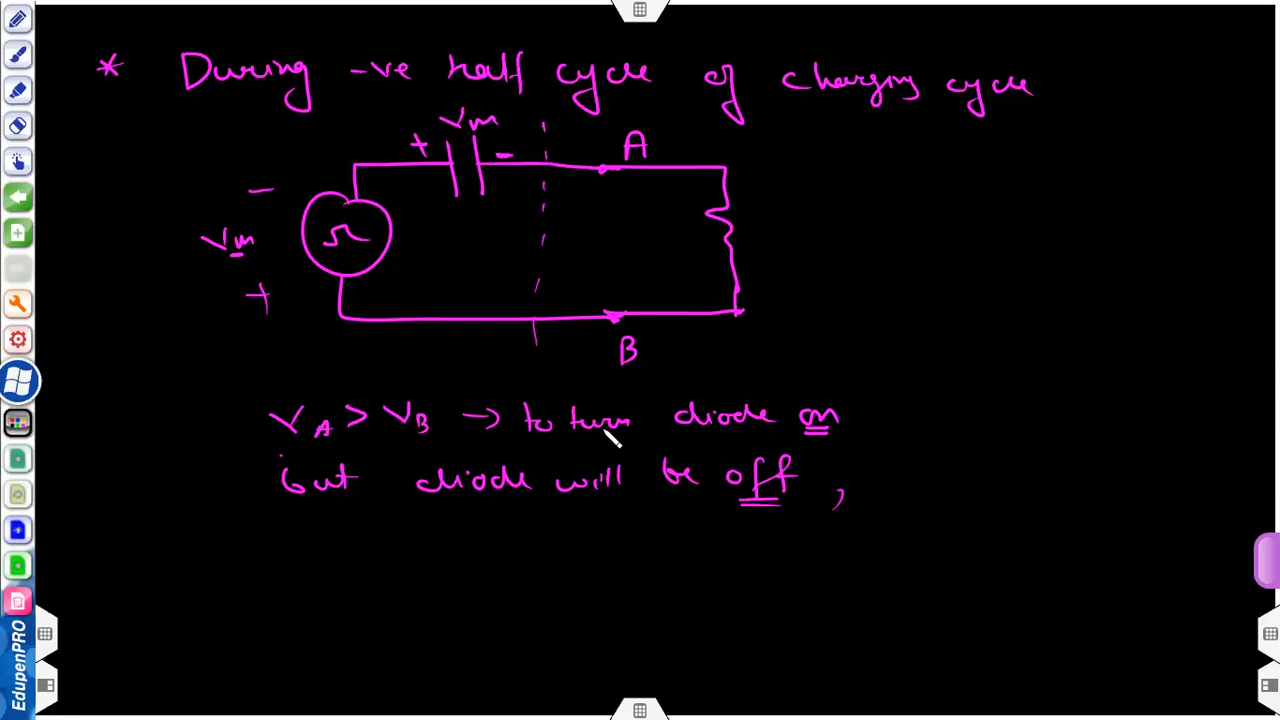 * During -ve half cycle of charging cycle
Vm
+ -
A
-
Vm
+
B
VA > VB → to turn diode on
but diode will be off ,
EdupenPRO